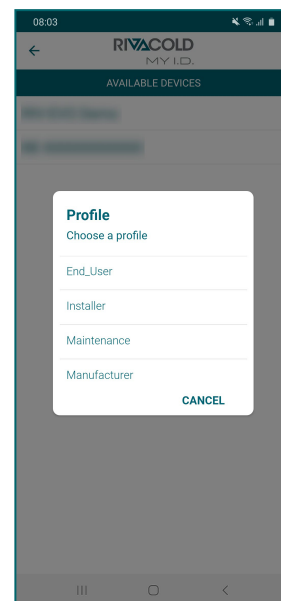 08:03
RIVACOLD
MY I.D.
AVAILABLE DEVICES
Profile
Choose a profile
End_User
Installer
Maintenance
Manufacturer
CANCEL